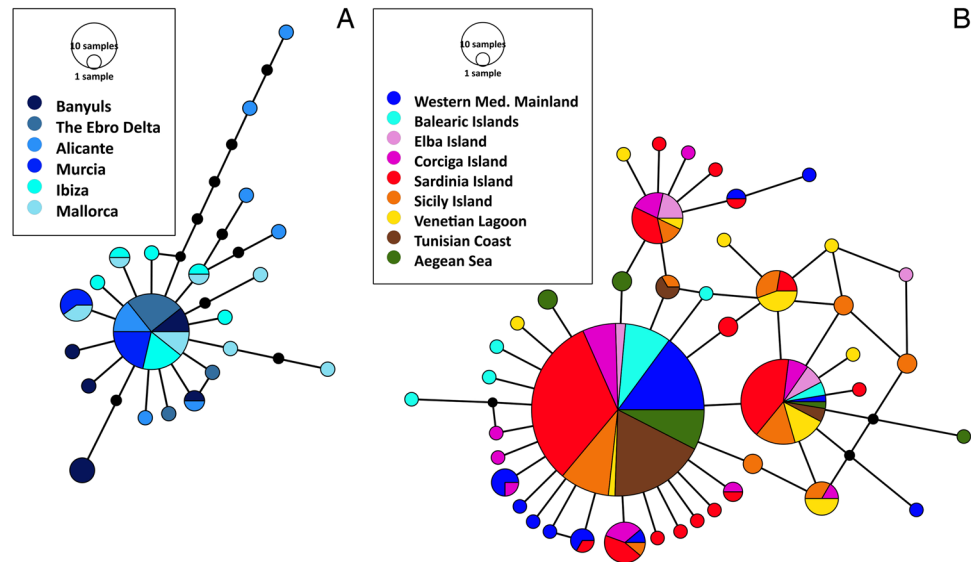 A
10 samples
1 sample
Banyuls
The Ebro Delta
Alicante
Murcia
Ibiza
Mallorca
B
10 samples
1 sample
Western Med. Mainland
Balearic Islands
Elba Island
Corciga Island
Sardinia Island
Sicily Island
Venetian Lagoon
Tunisian Coast
Aegean Sea